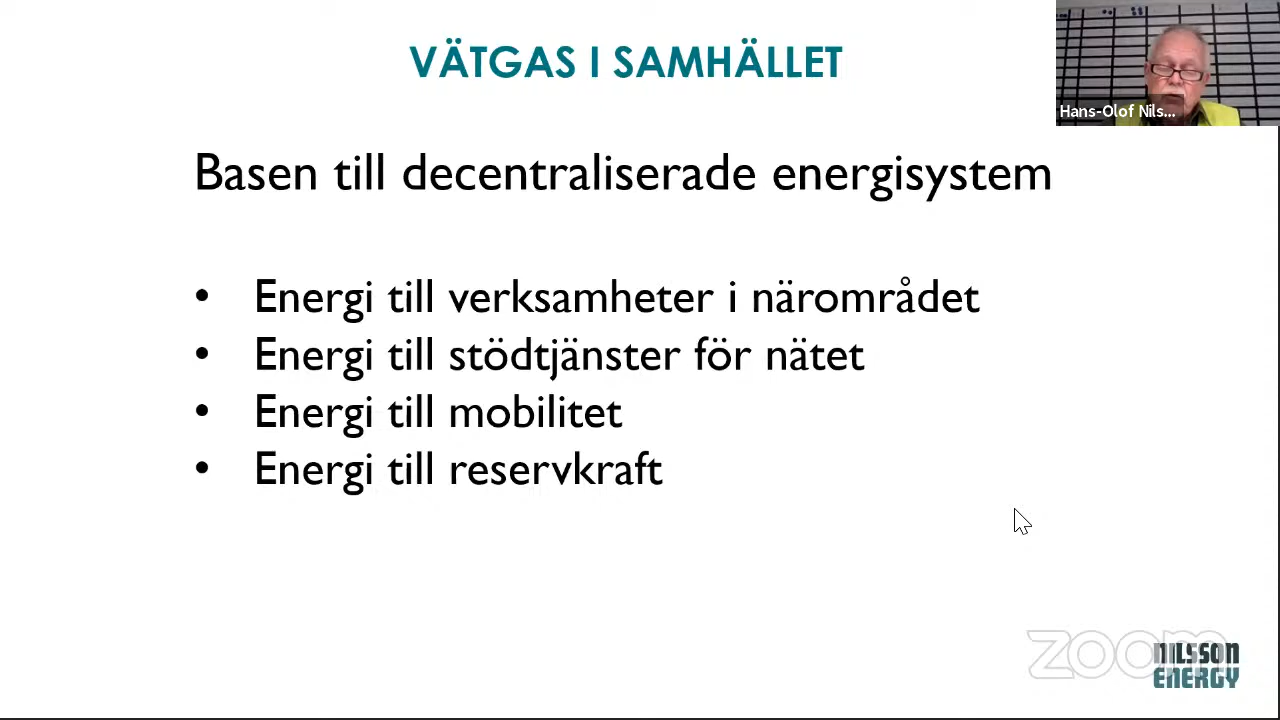 VÄTGAS I SAMHÄLLET
Hans-Olof Nils...
Basen till decentraliserade energisystem
• Energi till verksamheter i närområdet
• Energi till stödtjänster för nätet
• Energi till mobilitet
• Energi till reservkraft
zoom
NILSSON
ENERGY